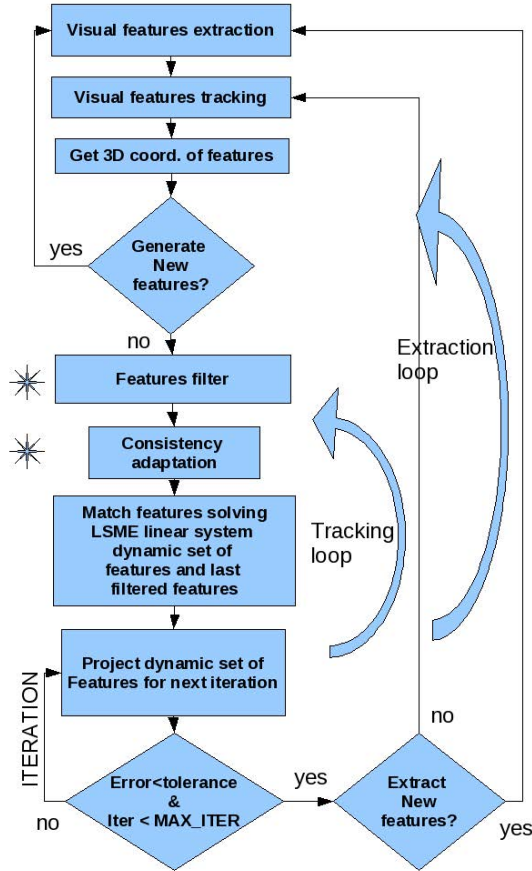 Visual features extraction
Visual features tracking
Get 3D coord. of features
Generate
New
features?
yes
no
Features filter
Consistency
adaptation
Match features solving
LSME linear system
dynamic set of
features and last
filtered features
Project dynamic set of
Features for next iteration
ITERATION
Error<tolerance
&
Iter < MAX_ITER
no
yes
Extract
New
features?
no
yes
Tracking
loop
Extraction
loop